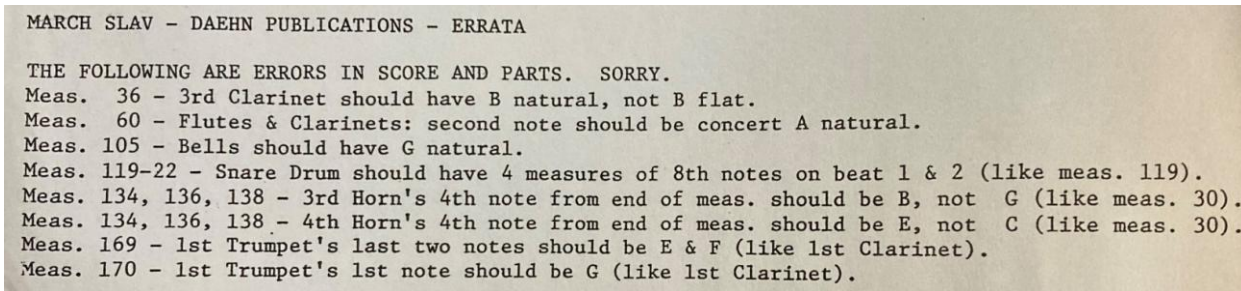 MARCH SLAV - DAEHN PUBLICATIONS - ERRATA
THE FOLLOWING ARE ERRORS IN SCORE AND PARTS. SORRY.
Meas. 36 - 3rd Clarinet should have B natural, not B flat.
Meas. 60 - Flutes & Clarinets: second note should be concert A natural.
Meas. 105 - Bells should have G natural.
Meas. 119-22 - Snare Drum should have 4 measures of 8th notes on beat 1 & 2 (like meas. 119).
Meas. 134, 136, 138 - 3rd Horn's 4th note from end of meas. should be B, not G (like meas. 30).
Meas. 134, 136, 138 - 4th Horn's 4th note from end of meas. should be E, not C (like meas. 30).
Meas. 169 - 1st Trumpet's last two notes should be E & F (like 1st Clarinet).
Meas. 170 - 1st Trumpet's 1st note should be G (like 1st Clarinet).